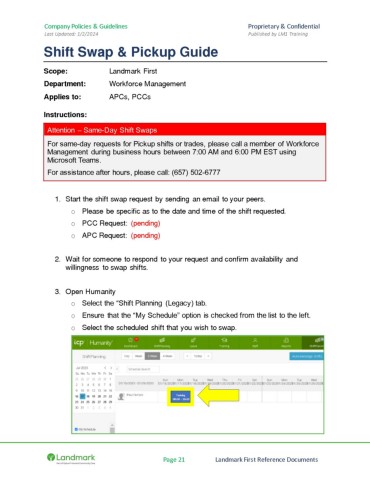 Company Policies & Guidelines Proprietary & Confidential
Last Updated: 1/2/2014 Published by LM1 Training
Shift Swap & Pickup Guide
Scope: Landmark First
Department: Workforce Management
Applies to: APCs, PCCs
Instructions:
Attention – Same-Day Shift Swaps
For same-day requests for Pickup shifts or trades, please call a member of Workforce
Management during business hours between 7:00 AM and 6:00 PM EST using
Microsoft Teams.
For assistance after hours, please call: (657) 502-6777
1. Start the shift swap request by sending an email to your peers.
o Please be specific as to the date and time of the shift requested.
o PCC Request: (pending)
o APC Request: (pending)
2. Wait for someone to respond to your request and confirm availability and
willingness to swap shifts.
3. Open Humanity
o Select the “Shift Planning (Legacy) tab.
o Ensure that the “My Schedule” option is checked from the list to the left.
o Select the scheduled shift that you wish to swap.
Humanity
Shift Planning
Landmark
Page 21 Landmark First Reference Documents